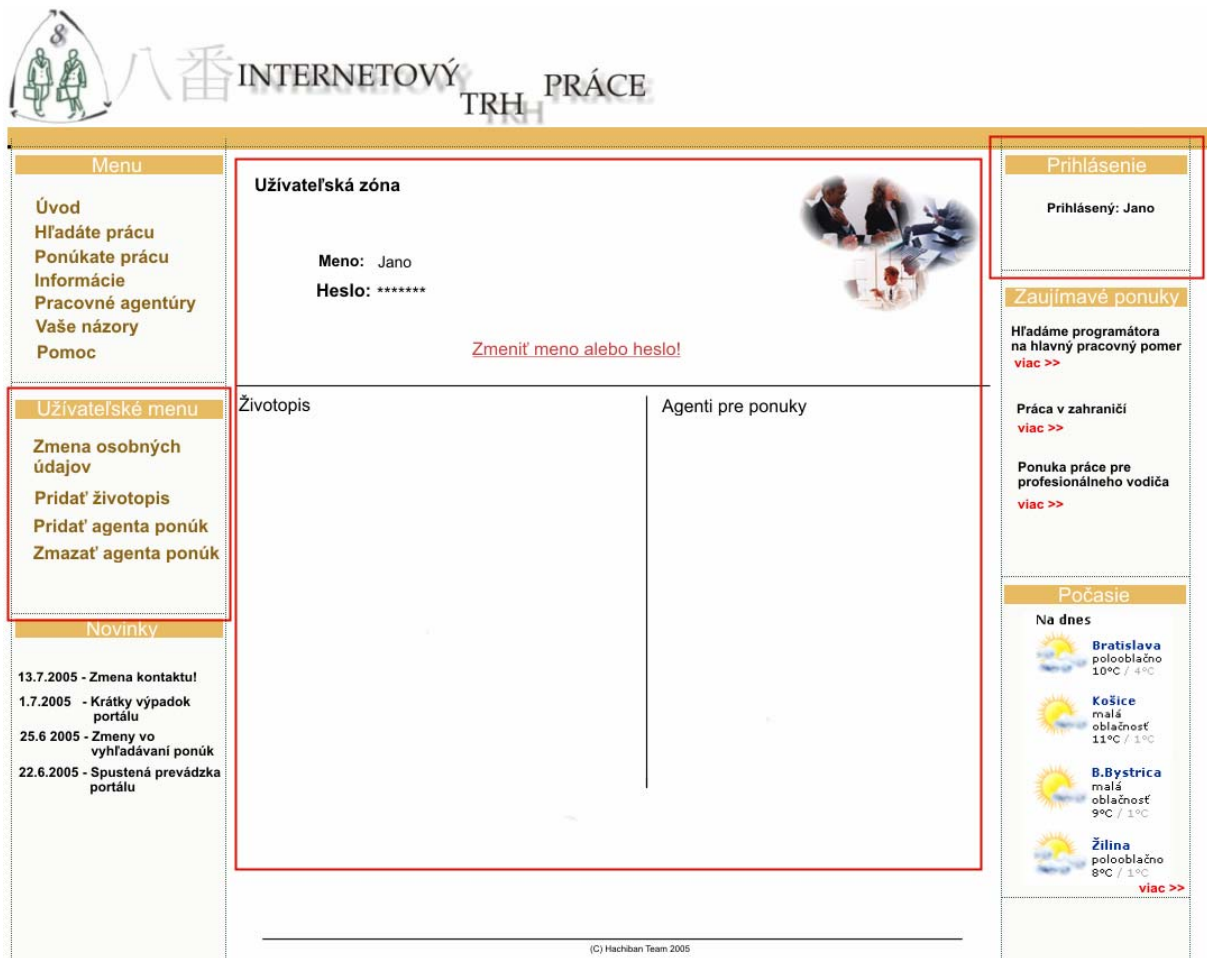 8
八番 INTERNETOVÝ TRH PRÁCE
Menu
Úvod
Hľadáte prácu
Ponúkate prácu
Informácie
Pracovné agentúry
Vaše názory
Pomoc
Užívateľské menu
Zmena osobných
údajov
Pridať životopis
Pridať agenta ponúk
Zmazať agenta ponúk
Novinky
13.7.2005 - Zmena kontaktu!
1.7.2005 - Krátky výpadok
portálu
25.6 2005 - Zmeny vo
vyhľadávaní ponúk
22.6.2005 - Spustená prevádzka
portálu
Užívateľská zóna
Meno: Jano
Heslo: *******
Zmeniť meno alebo heslo!
Životopis
Agenti pre ponuky
Prihlásenie
Prihlásený: Jano
Zaujímavé ponuky
Hľadáme programátora
na hlavný pracovný pomer
viac >>
Práca v zahraničí
viac >>
Ponuka práce pre
profesionálneho vodiča
viac >>
Počasie
Na dnes
Bratislava
polooblačno
10°C / 4°C
Košice
malá
oblačnosť
11°C / 1°C
B.Bystrica
malá
oblačnosť
9°C / 1°C
Žilina
polooblačno
8°C / 1°C
viac >>
(C) Hachiban Team 2005